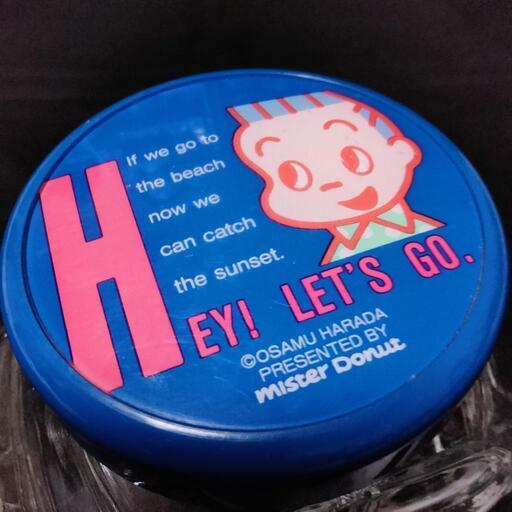 If we go to
the beach
now we
can catch
the sunset.
HEY! LET'S GO.
©OSAMU HARADA
PRESENTED BY
mister Donut